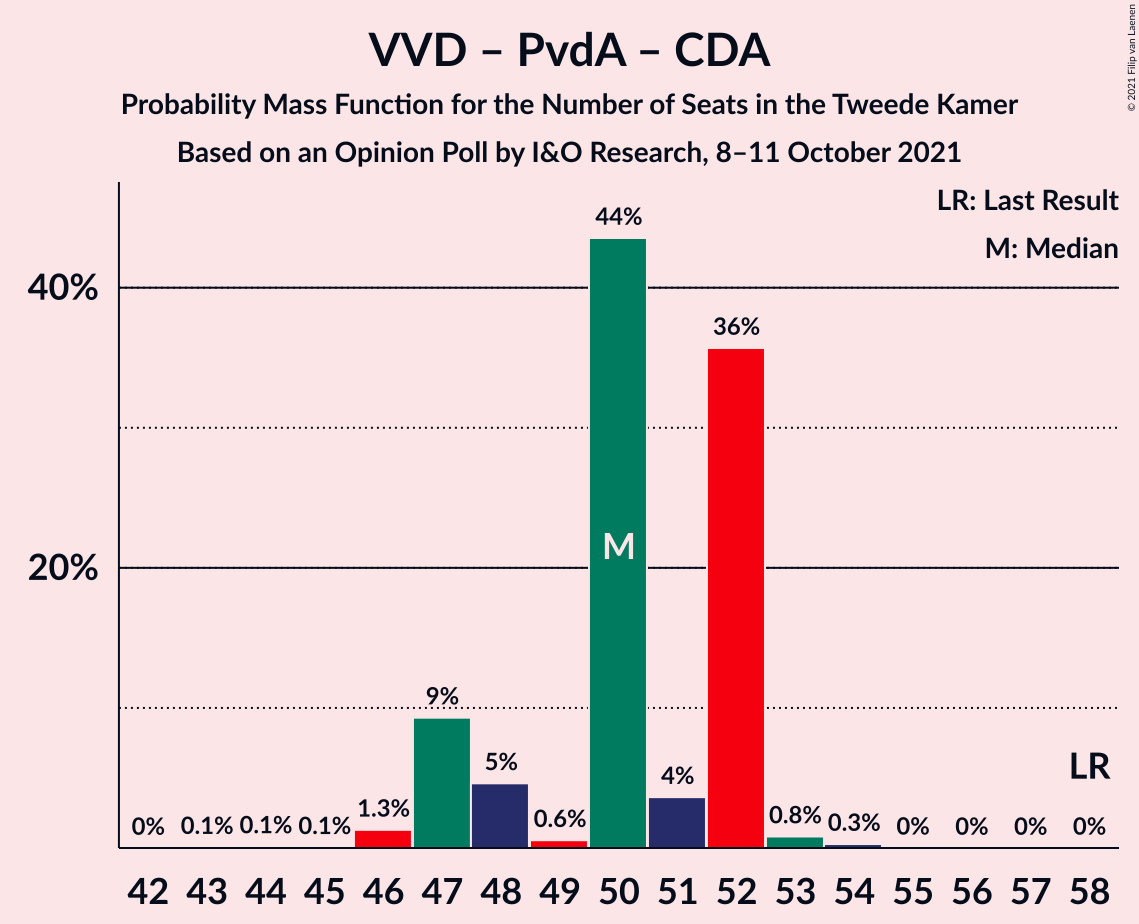 VVD – PvdA – CDA
Probability Mass Function for the Number of Seats in the Tweede Kamer
Based on an Opinion Poll by I&O Research, 8–11 October 2021
© 2021 Filip van Laenen
LR: Last Result
M: Median
40%
20%
0% 0.1% 0.1% 0.1% 1.3% 9% 5% 0.6% 44% 4% 36% 0.8% 0.3% 0% 0% 0% 0%
M
LR
42 43 44 45 46 47 48 49 50 51 52 53 54 55 56 57 58